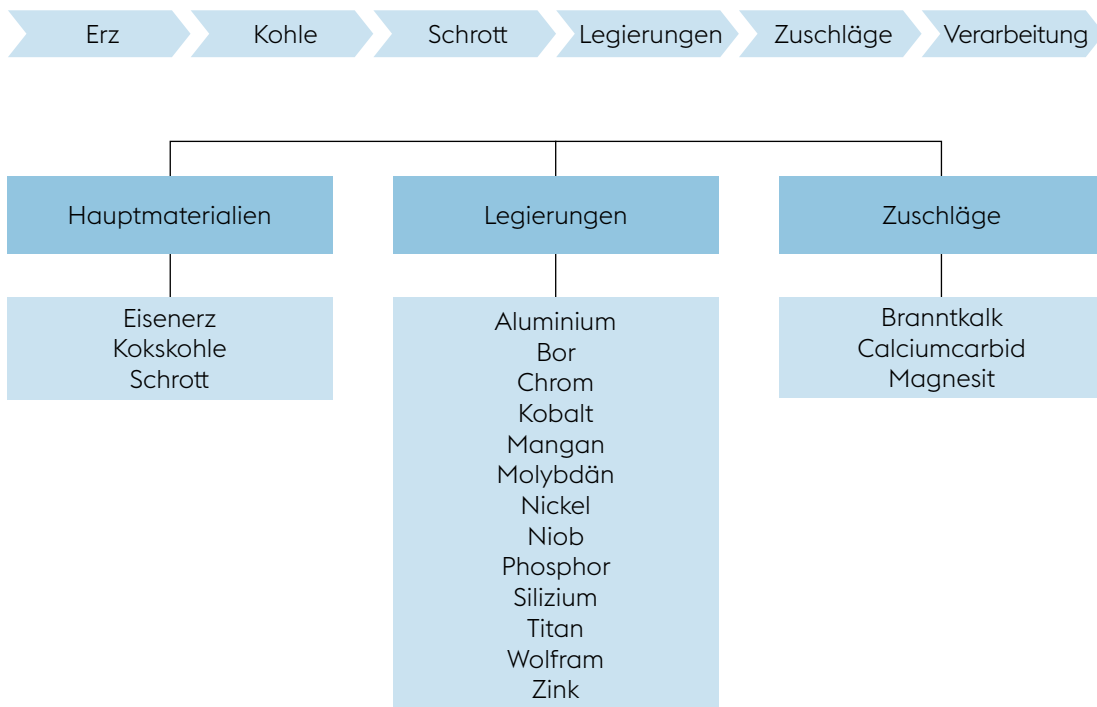 Erz Kohle Schrott Legierungen Zuschläge Verarbeitung
Hauptmaterialien
Eisenerz
Kokskohle
Schrott
Legierungen
Aluminium
Bor
Chrom
Kobalt
Mangan
Molybdän
Nickel
Niob
Phosphor
Silizium
Titan
Wolfram
Zink
Zuschläge
Branntkalk
Calciumcarbid
Magnesit